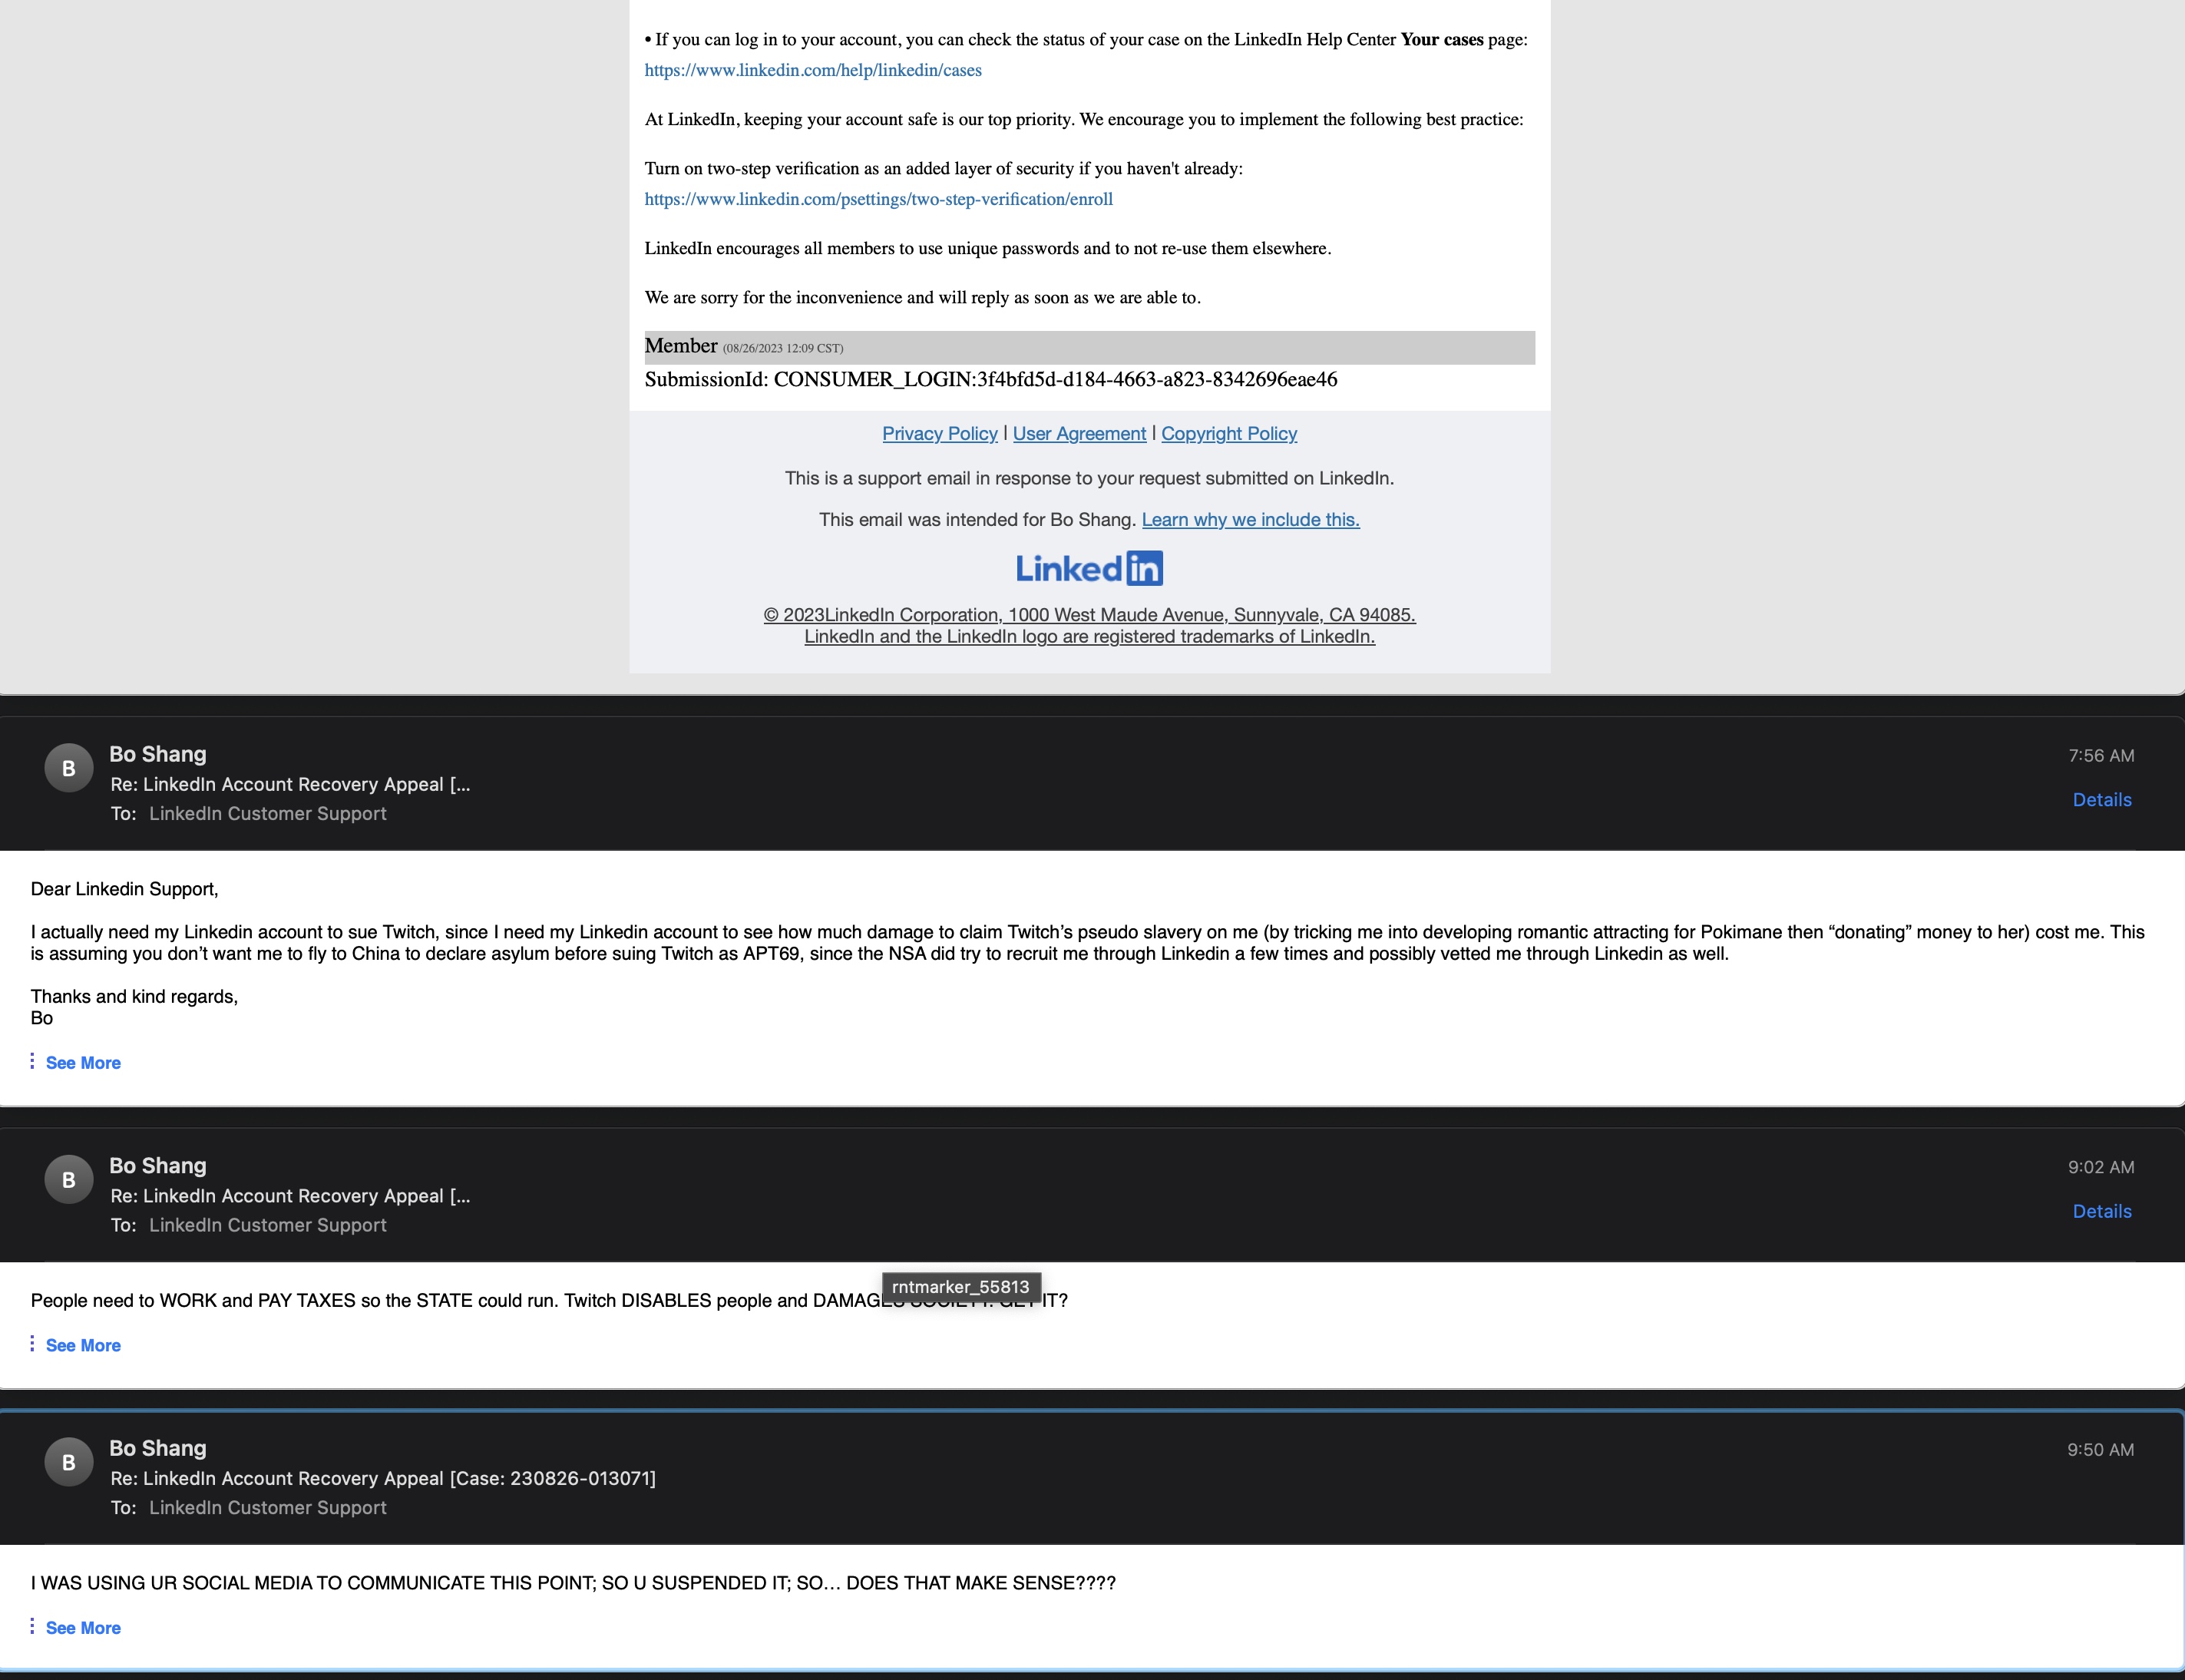 • If you can log in to your account, you can check the status of your case on the LinkedIn Help Center Your cases page:
https://www.linkedin.com/help/linkedin/cases
At LinkedIn, keeping your account safe is our top priority. We encourage you to implement the following best practice:
Turn on two-step verification as an added layer of security if you haven't already:
https://www.linkedin.com/psettings/two-step-verification/enroll
LinkedIn encourages all members to use unique passwords and to not re-use them elsewhere.
We are sorry for the inconvenience and will reply as soon as we are able to.
Member (08/26/2023 12:09 CST)
SubmissionId: CONSUMER_LOGIN:3f4bfd5d-d184-4663-a823-8342696eae46
Privacy Policy | User Agreement | Copyright Policy
This is a support email in response to your request submitted on LinkedIn.
This email was intended for Bo Shang. Learn why we include this.
Linked in
© 2023LinkedIn Corporation, 1000 West Maude Avenue, Sunnyvale, CA 94085.
LinkedIn and the LinkedIn logo are registered trademarks of LinkedIn.
B
Bo Shang
7:56 AM
Re: LinkedIn Account Recovery Appeal [...
Details
To: LinkedIn Customer Support
Dear Linkedin Support,
I actually need my Linkedin account to sue Twitch, since I need my Linkedin account to see how much damage to claim Twitch’s pseudo slavery on me (by tricking me into developing romantic attracting for Pokimane then “donating” money to her) cost me. This
is assuming you don’t want me to fly to China to declare asylum before suing Twitch as APT69, since the NSA did try to recruit me through Linkedin a few times and possibly vetted me through Linkedin as well.
Thanks and kind regards,
Bo
See More
B
Bo Shang
9:02 AM
Re: LinkedIn Account Recovery Appeal [...
Details
To: LinkedIn Customer Support
rntmarker_55813
People need to WORK and PAY TAXES so the STATE could run. Twitch DISABLES people and DAMAGES SOCIETY. GET IT?
See More
B
Bo Shang
9:50 AM
Re: LinkedIn Account Recovery Appeal [Case: 230826-013071]
To: LinkedIn Customer Support
I WAS USING UR SOCIAL MEDIA TO COMMUNICATE THIS POINT; SO U SUSPENDED IT; SO... DOES THAT MAKE SENSE????
See More